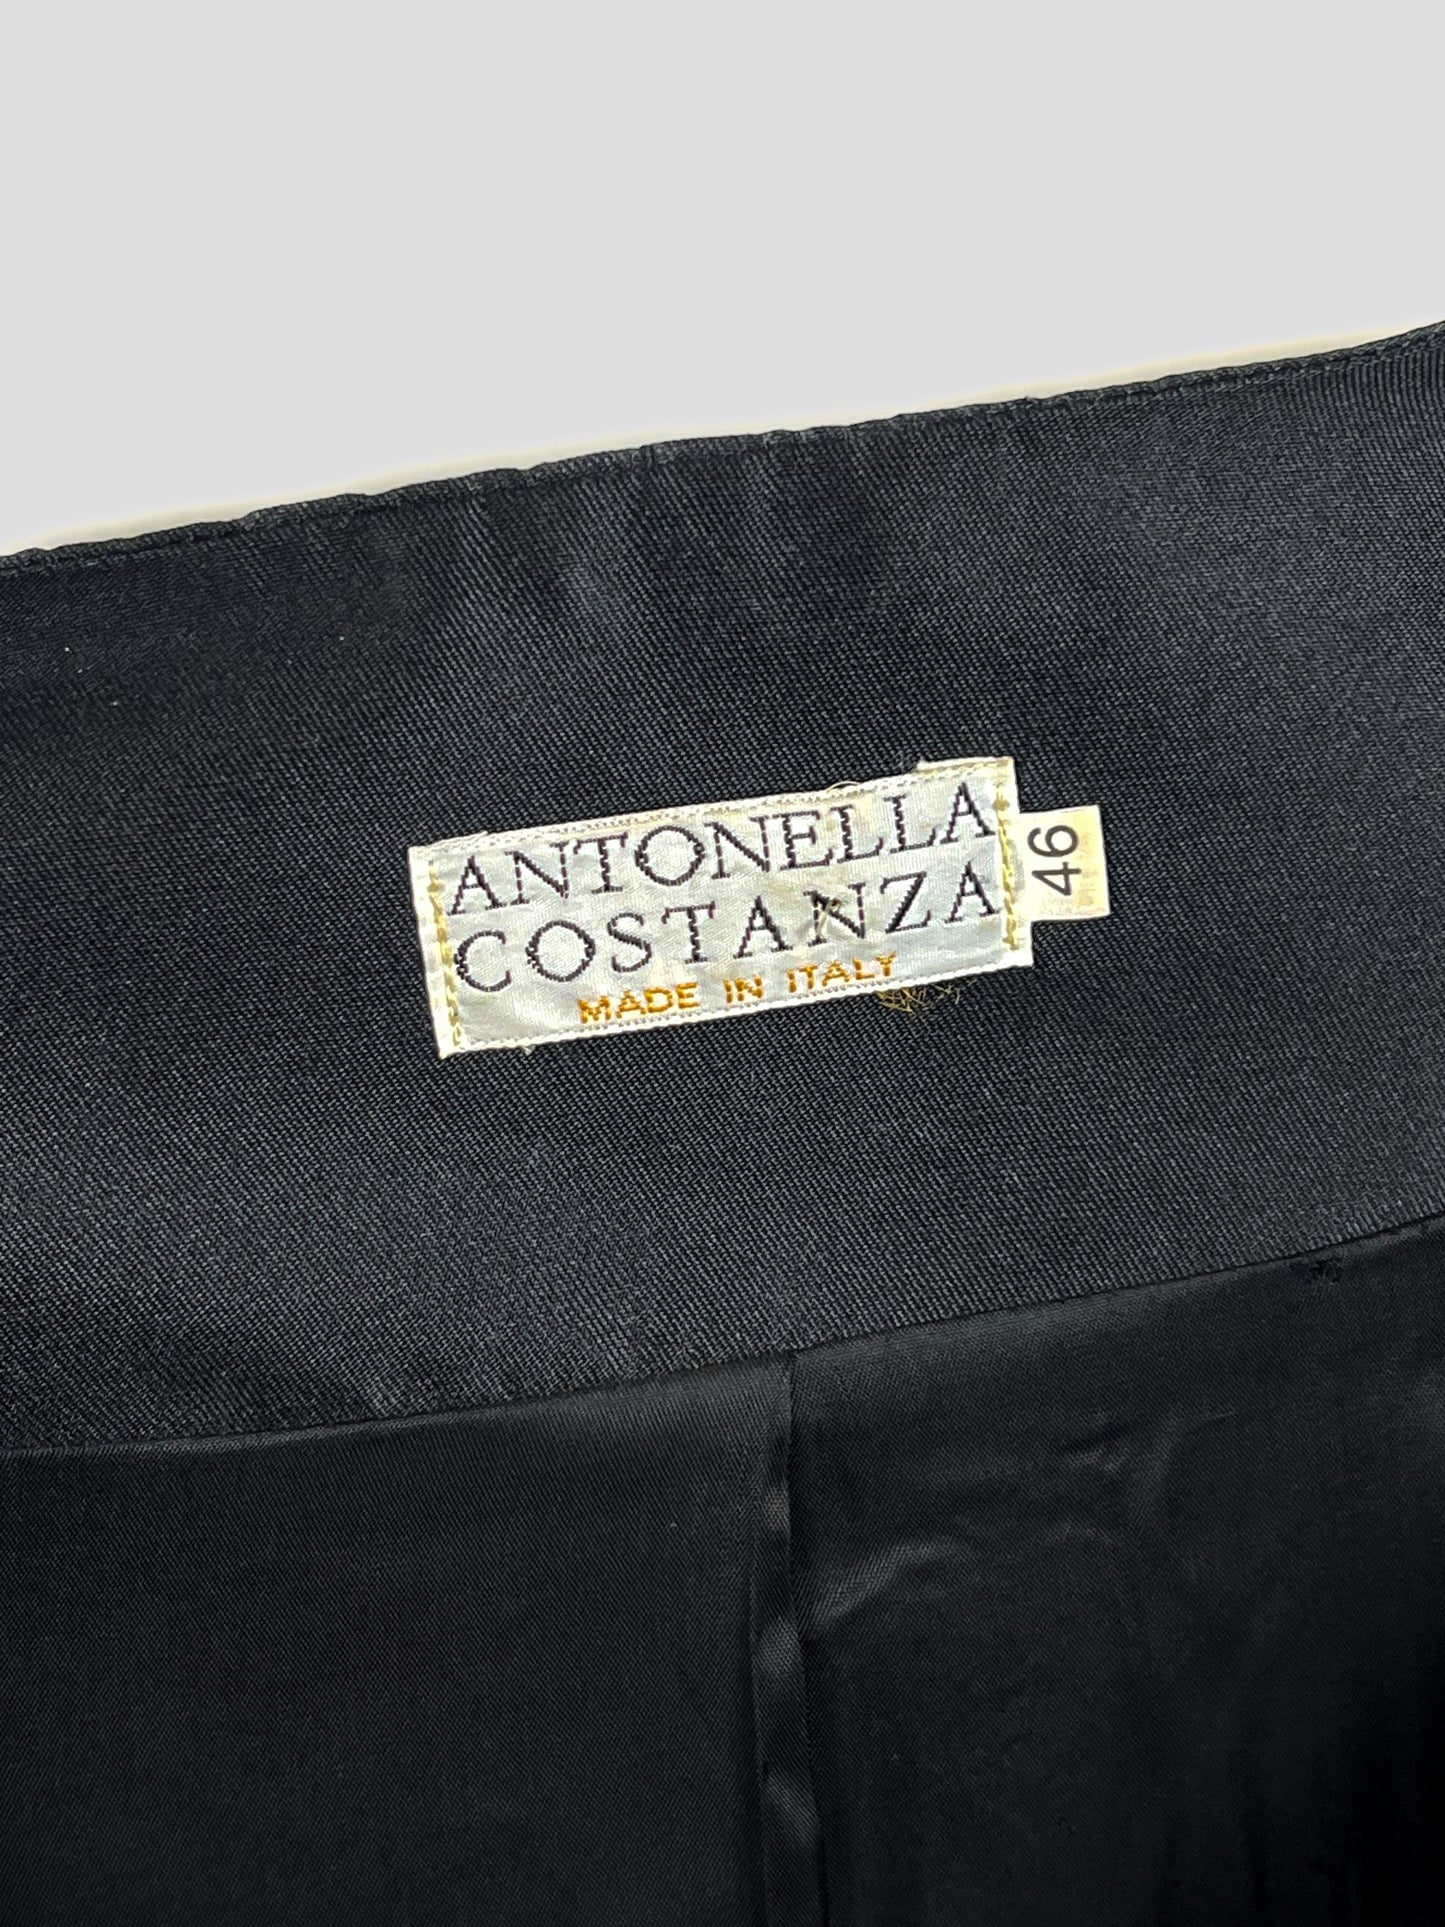 ANTONELLA
COSTANZA
MADE IN ITALY
46